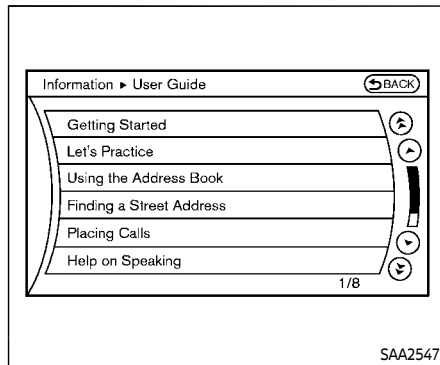 Information ▸ User Guide
BACK
Getting Started
Let's Practice
Using the Address Book
Finding a Street Address
Placing Calls
Help on Speaking
1/8
SAA2547